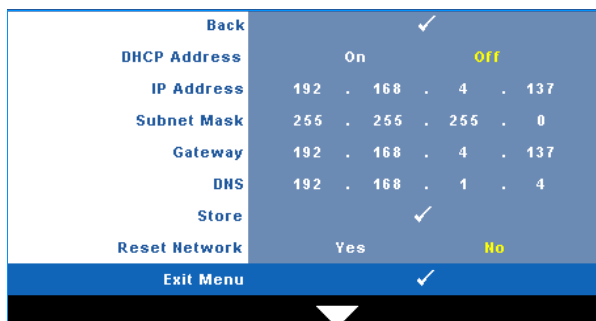 Back
DHCP Address On Off
IP Address 192 . 168 . 4 . 137
Subnet Mask 255 . 255 . 255 . 0
Gateway 192 . 168 . 4 . 137
DNS 192 . 168 . 1 . 4
Store
Reset Network Yes No
Exit Menu